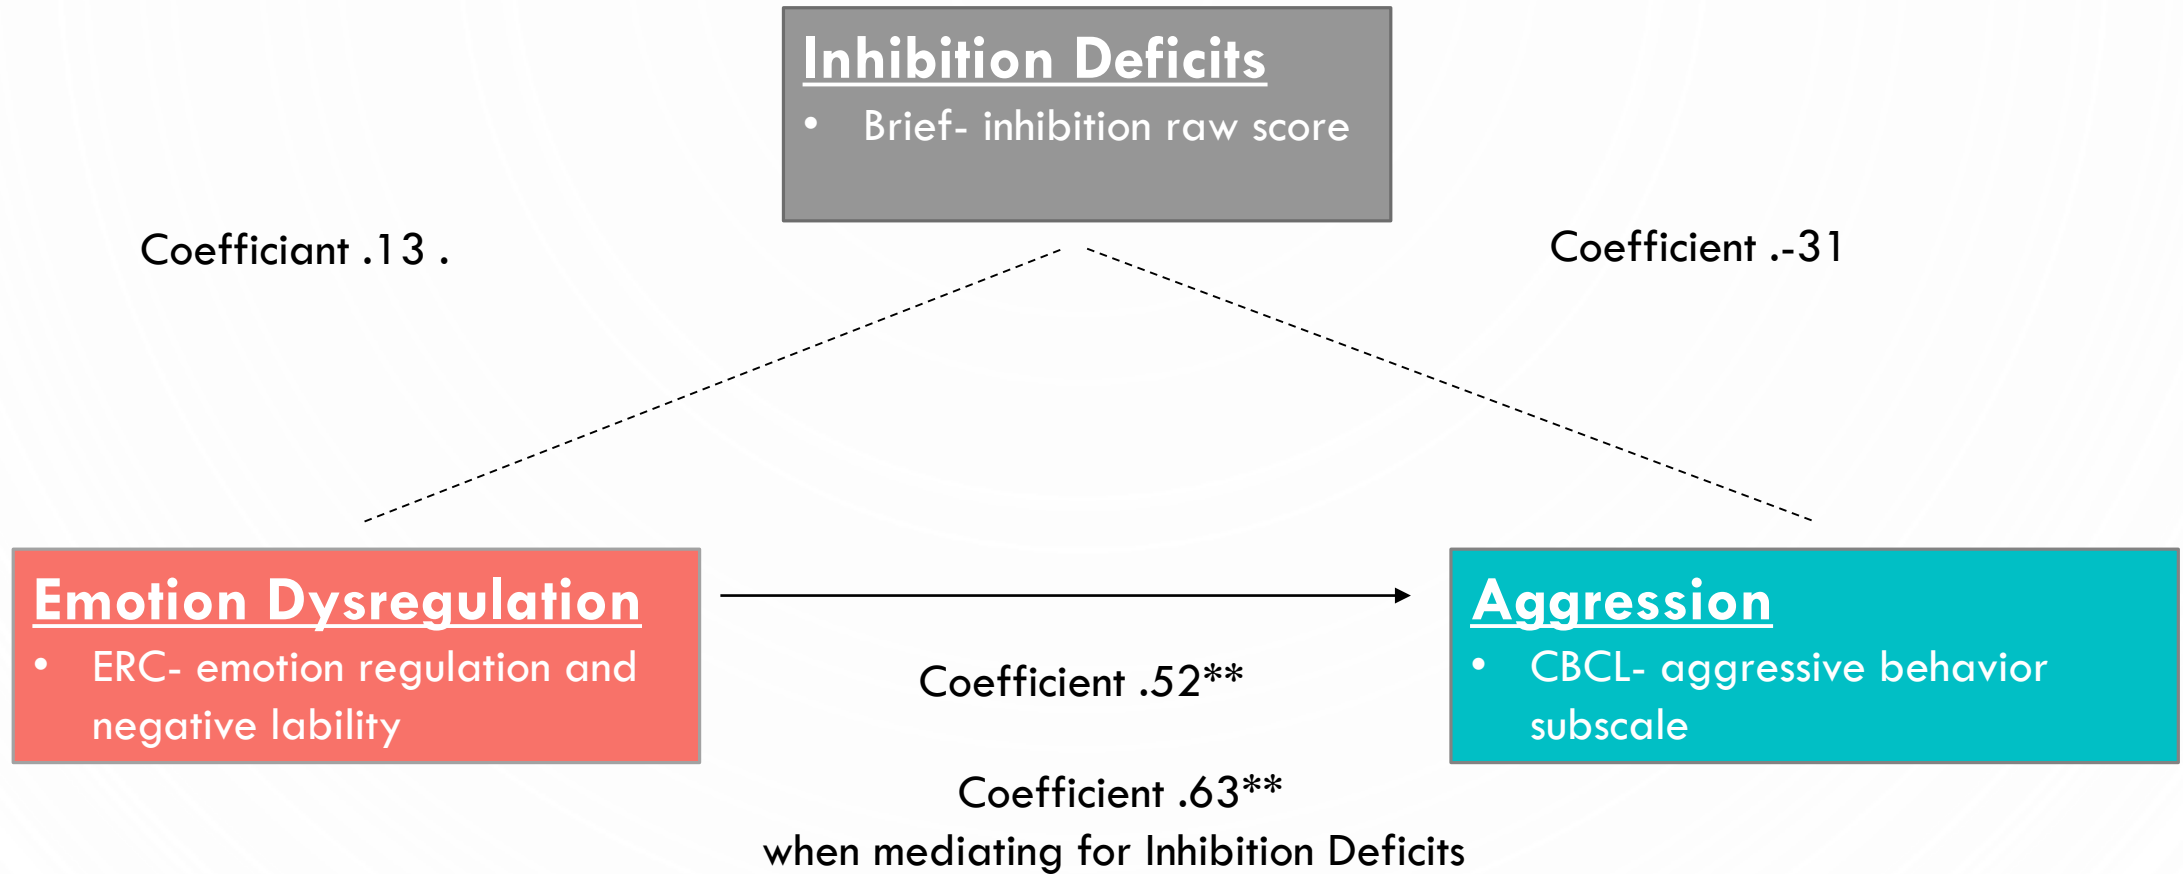 Inhibition Deficits
• Brief- inhibition raw score
Coefficiant .13 .
Coefficient .-31
Emotion Dysregulation
• ERC- emotion regulation and
negative lability
Coefficient .52**
Coefficient .63**
when mediating for Inhibition Deficits
Aggression
• CBCL- aggressive behavior
subscale